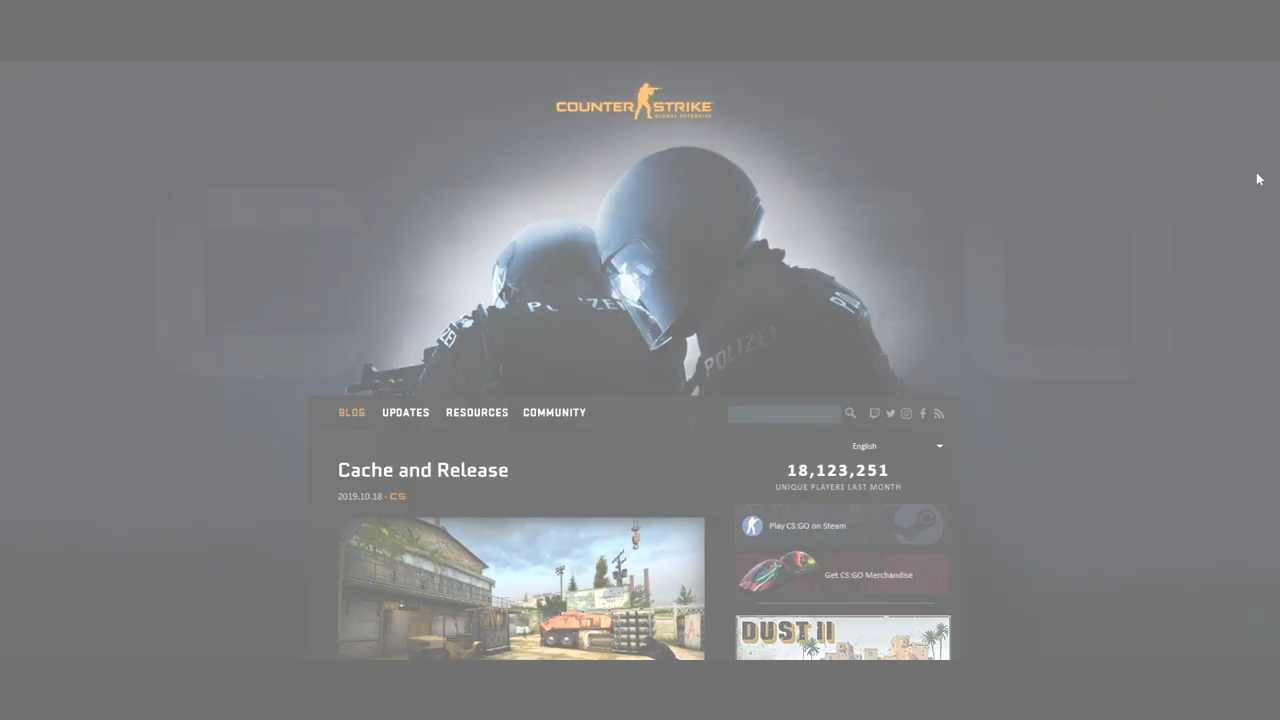 COUNTER STRIKE
GLOBAL OFFENSIVE
POLIZEI
BLOG UPDATES RESOURCES COMMUNITY
English
Cache and Release
18,123,251
UNIQUE PLAYERS LAST MONTH
2019.10.18 - CS
Play CS:GO on Steam
Get CS:GO Merchandise
DUST II
A